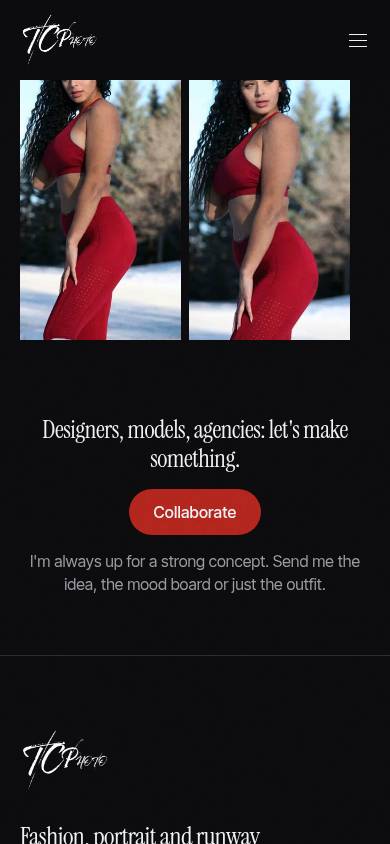 TCPHOTO
Designers, models, agencies: let's make
something.
Collaborate
I'm always up for a strong concept. Send me the
idea, the mood board or just the outfit.
TCPHOTO
Fashion, portrait and runway